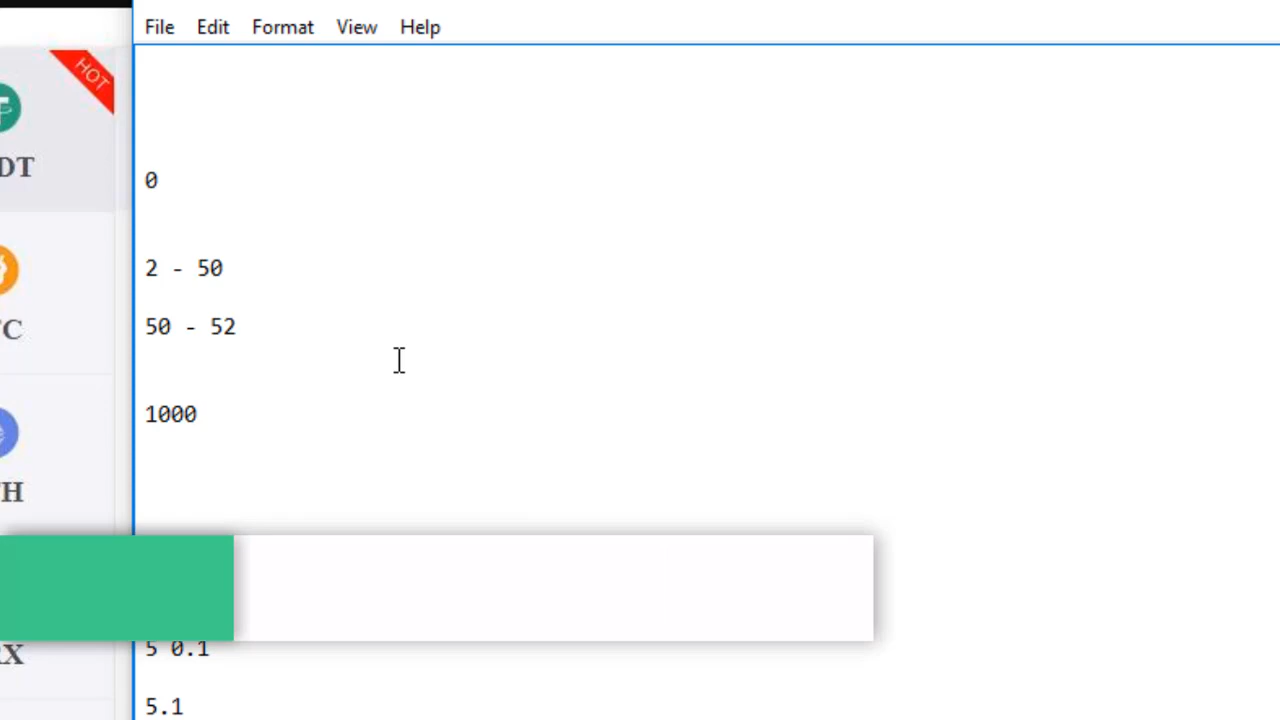 File Edit Format View Help
HOT
DT
0
2 - 50
50 - 52
C
1000
H
5 0.1
X
5.1